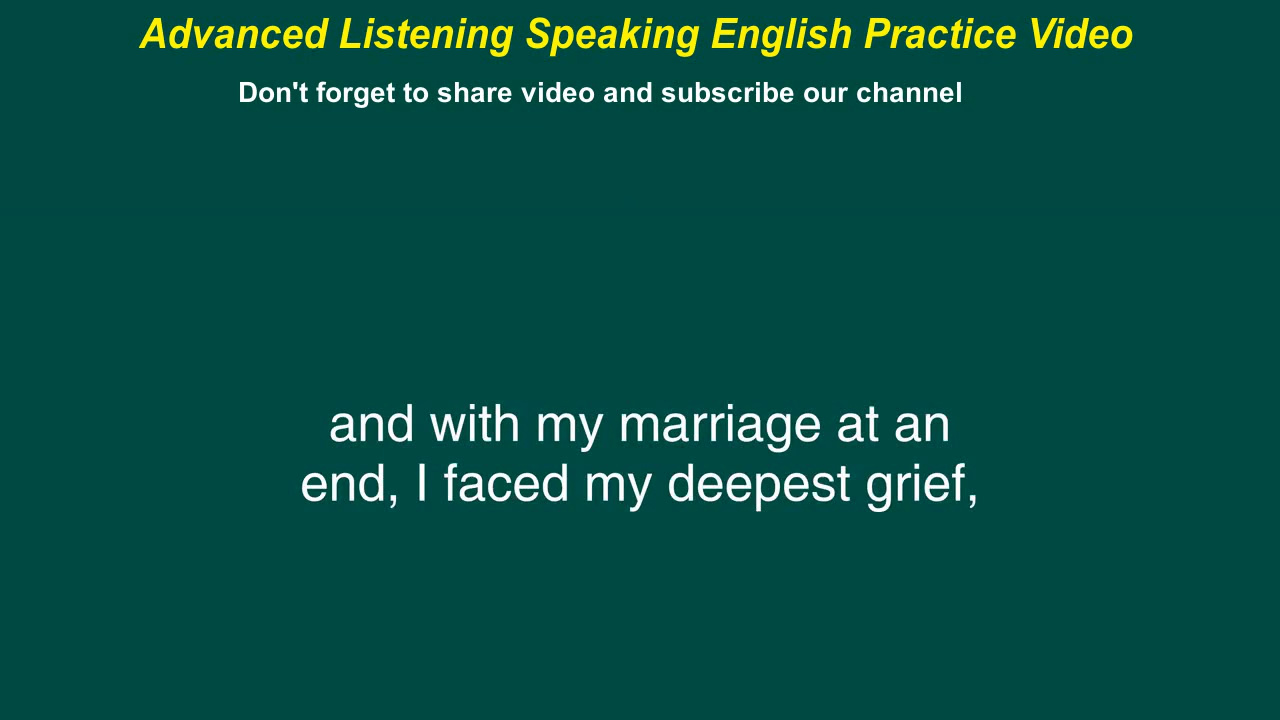 Advanced Listening Speaking English Practice Video
Don't forget to share video and subscribe our channel
and with my marriage at an
end, I faced my deepest grief,